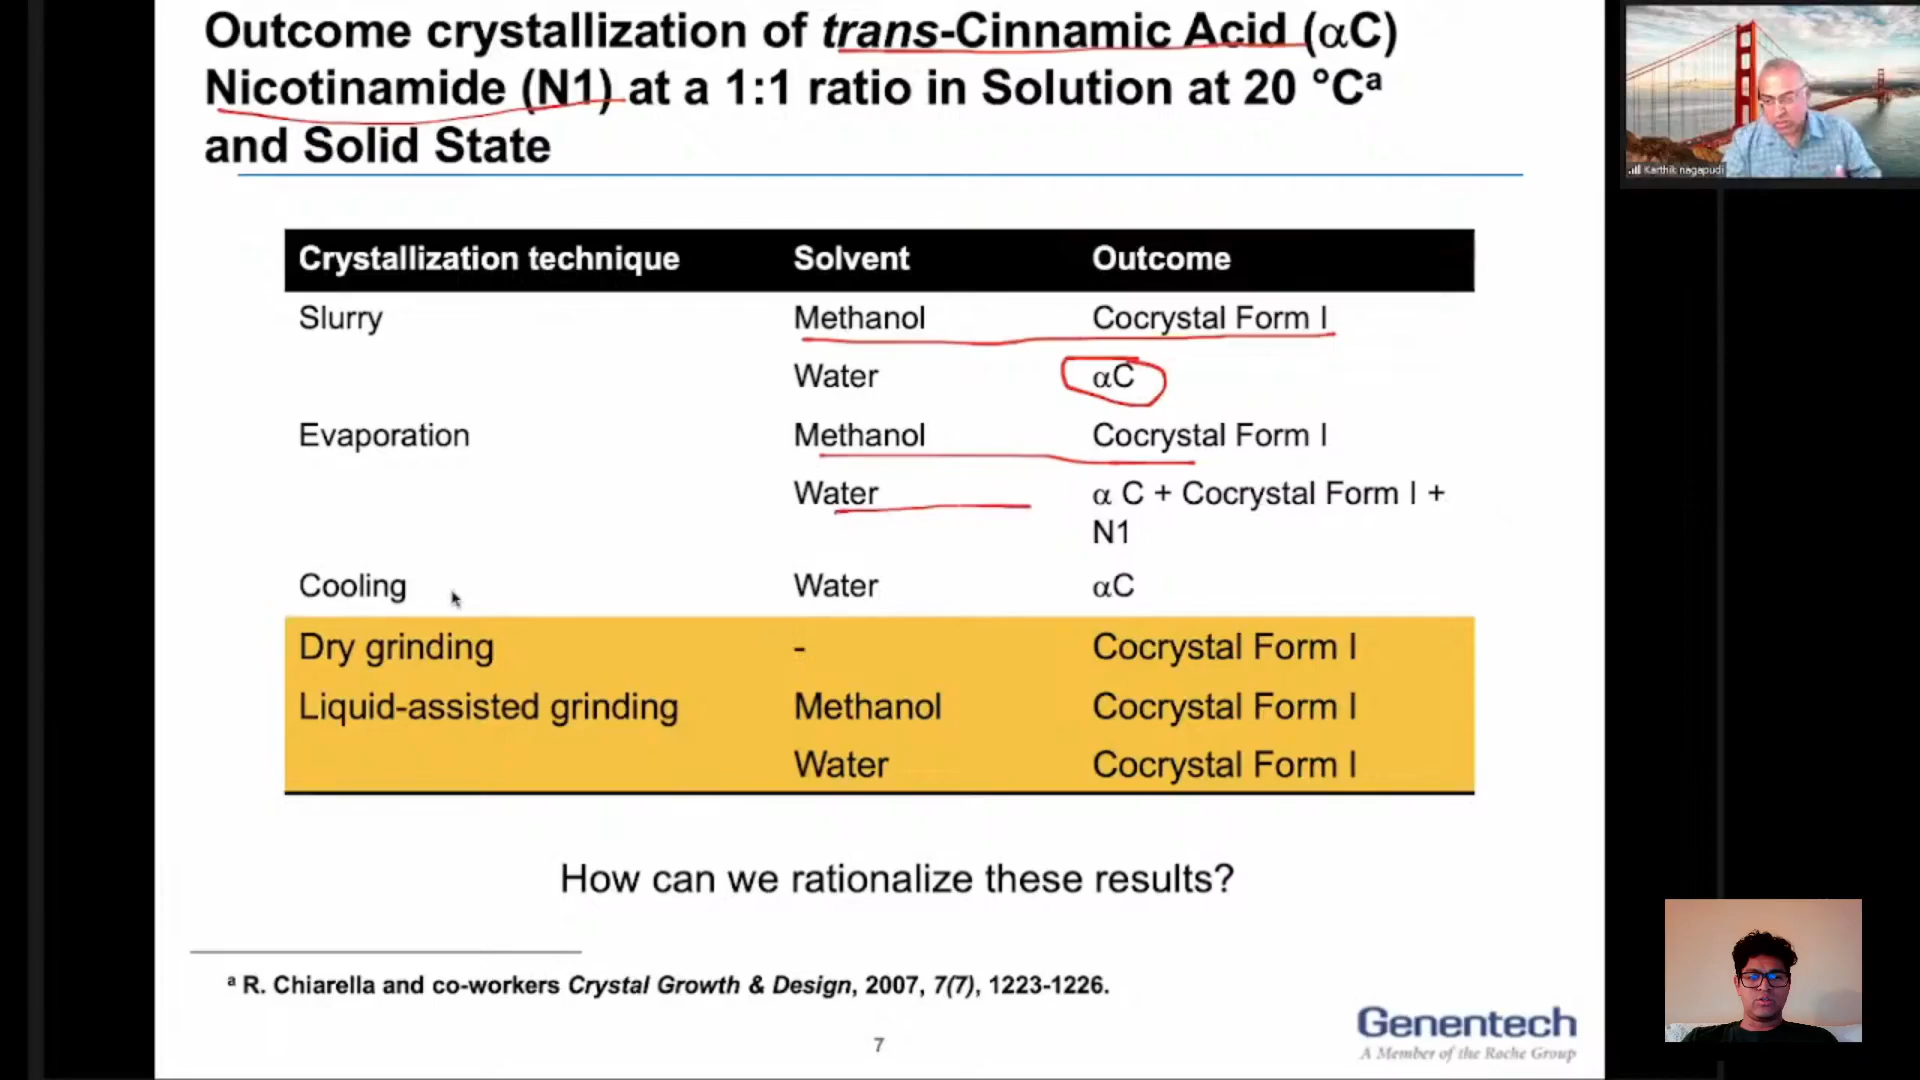 Outcome crystallization of trans-Cinnamic Acid (αC)
Nicotinamide (N1) at a 1:1 ratio in Solution at 20 °Cᵃ
and Solid State
Karthik nagapudi
Crystallization technique Solvent Outcome
Slurry Methanol Cocrystal Form I
Water αC
Evaporation Methanol Cocrystal Form I
Water α C + Cocrystal Form I +
N1
Cooling Water αC
Dry grinding - Cocrystal Form I
Liquid-assisted grinding Methanol Cocrystal Form I
Water Cocrystal Form I
How can we rationalize these results?
ᵃ R. Chiarella and co-workers Crystal Growth & Design, 2007, 7(7), 1223-1226.
Genentech
A Member of the Roche Group
7